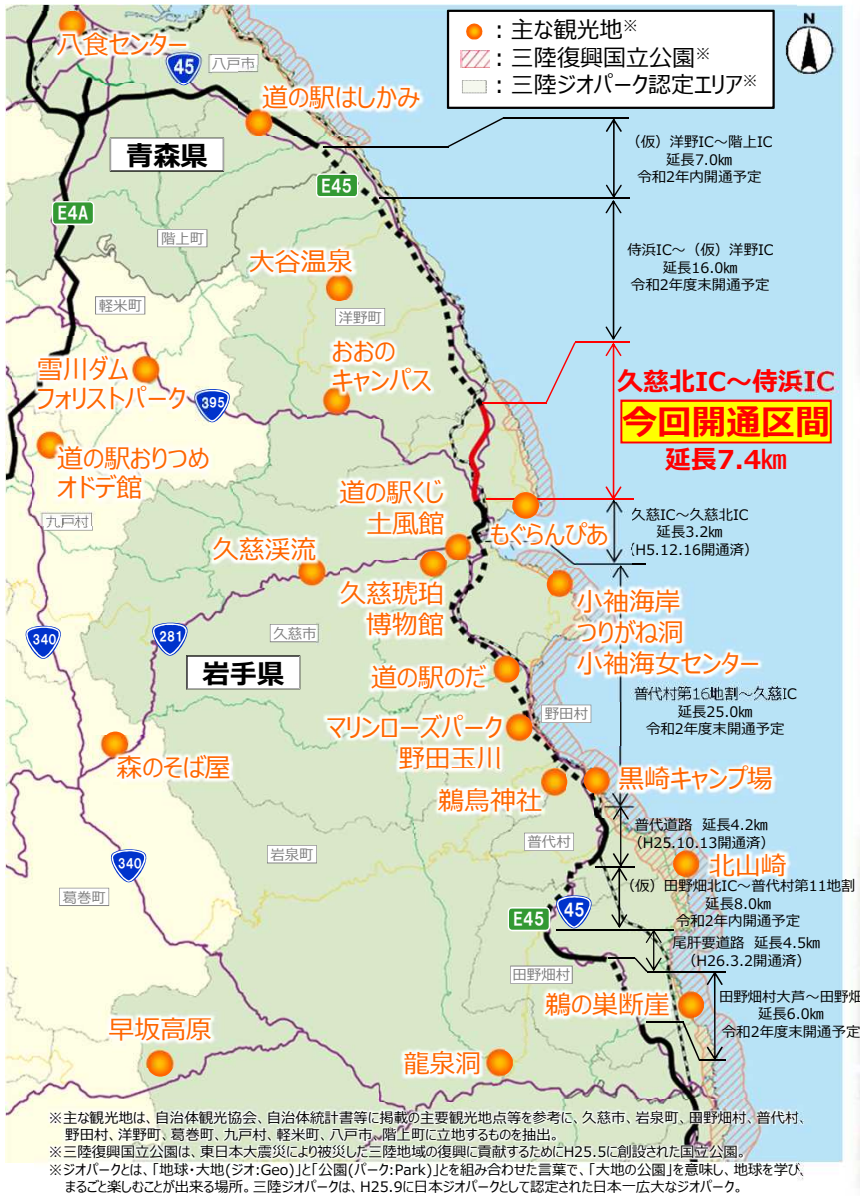 ：主な観光地※
：三陸復興国立公園※
：三陸ジオパーク認定エリア※
N
八食センター
45
八戸市
道の駅はしかみ
青森県
E45
E4A
階上町
(仮）洋野IC～階上IC
延長7.0km
令和2年内開通予定
大谷温泉
洋野町
侍浜IC～（仮）洋野IC
延長16.0km
令和2年度末開通予定
軽米町
雪川ダム
フォリストパーク
395
おおの
キャンパス
久慈北IC～侍浜IC
今回開通区間
延長7.4km
道の駅おりつめ
オドデ館
九戸村
道の駅くじ
土風館
もぐらんぴあ
久慈IC～久慈北IC
延長3.2km
(H5.12.16開通済）
久慈渓流
久慈琥珀
博物館
小袖海岸
つりがね洞
小袖海女センター
340
281
久慈市
岩手県
道の駅のだ
野田村
普代村第16地割～久慈IC
延長25.0km
令和2年度末開通予定
マリンローズパーク
野田玉川
森のそば屋
鵜鳥神社
黒崎キャンプ場
普代村
普代道路 延長4.2km
(H25.10.13開通済）
北山崎
岩泉町
340
葛巻町
(仮）田野畑北IC～普代村第11地割
延長8.0km
令和2年内開通予定
E45
45
尾肝要道路 延長4.5km
（H26.3.2開通済）
田野畑村
鵜の巣断崖
田野畑村大芦～田野畑
延長6.0km
令和2年度末開通予定
早坂高原
龍泉洞
※主な観光地は、自治体観光協会、自治体統計書等に掲載の主要観光地点等を参考に、久慈市、岩泉町、田野畑村、普代村、
野田村、洋野町、葛巻町、九戸村、軽米町、八戸市、階上町に立地するものを抽出。
※三陸復興国立公園は、東日本大震災により被災した三陸地域の復興に貢献するためにH25.5に創設された国立公園。
※ジオパークとは、「地球・大地(ジオ:Geo)」と「公園(パーク:Park)」とを組み合わせた言葉で、「大地の公園」を意味し、地球を学び、
まるごと楽しむことが出来る場所。三陸ジオパークは、H25.9に日本ジオパークとして認定された日本一広大なジオパーク。